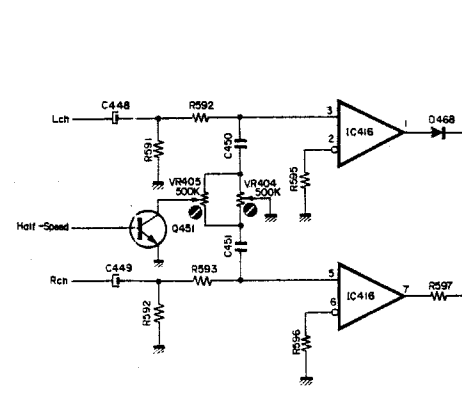 C448
R592
Lch
3
1
IC416
D468
2
R591
C450
R595
VR405
500K
VR404
500K
Half-Speed
Q451
C451
C449
R593
Rch
5
7
IC416
R597
6
R592
R596